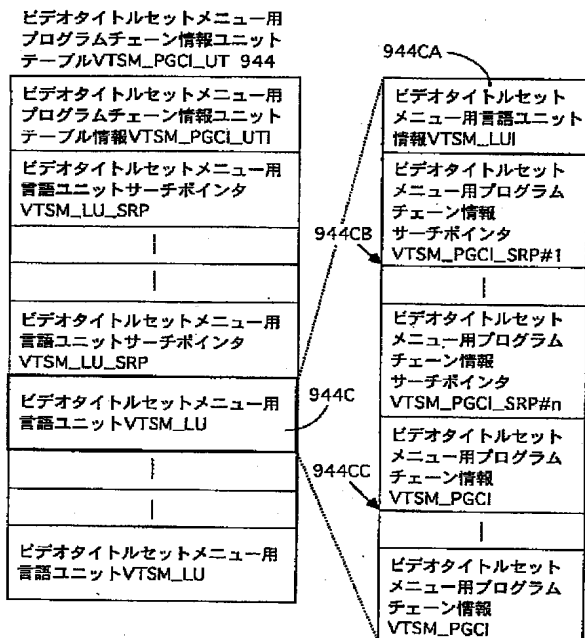 ビデオタイトルセットメニュー用
プログラムチェーン情報ユニット
テーブルVTSM_PGCI_UT 944
ビデオタイトルセットメニュー用
プログラムチェーン情報ユニット
テーブル情報VTSM_PGCI_UTI
ビデオタイトルセットメニュー用
言語ユニットサーチポインタ
VTSM_LU_SRP
ビデオタイトルセットメニュー用
言語ユニットサーチポインタ
VTSM_LU_SRP
ビデオタイトルセットメニュー用
言語ユニットVTSM_LU
ビデオタイトルセットメニュー用
言語ユニットVTSM_LU
944C
944CA
ビデオタイトルセット
メニュー用言語ユニット
情報VTSM_LUI
ビデオタイトルセット
メニュー用プログラム
チェーン情報
サーチポインタ
VTSM_PGCI_SRP#1
944CB
ビデオタイトルセット
メニュー用プログラム
チェーン情報
サーチポインタ
VTSM_PGCI_SRP#n
ビデオタイトルセット
メニュー用プログラム
チェーン情報
VTSM_PGCI
944CC
ビデオタイトルセット
メニュー用プログラム
チェーン情報
VTSM_PGCI